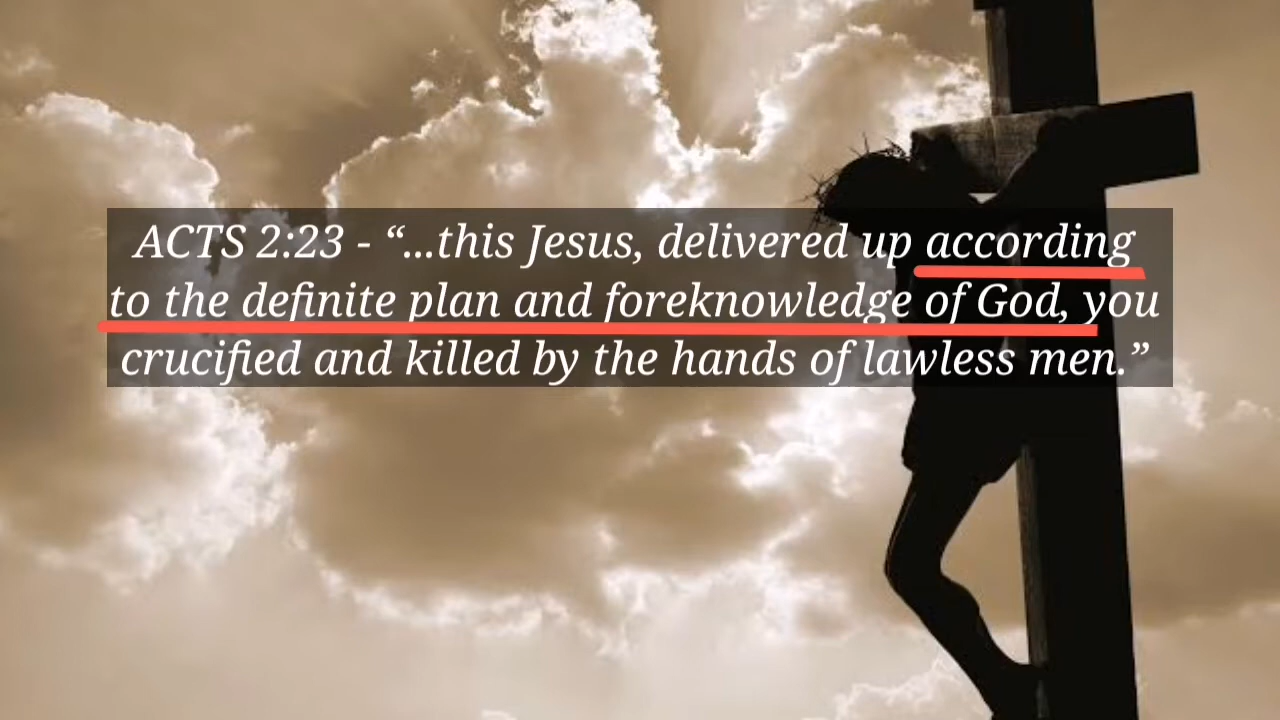 ACTS 2:23 - “...this Jesus, delivered up according
to the definite plan and foreknowledge of God, you
crucified and killed by the hands of lawless men.”